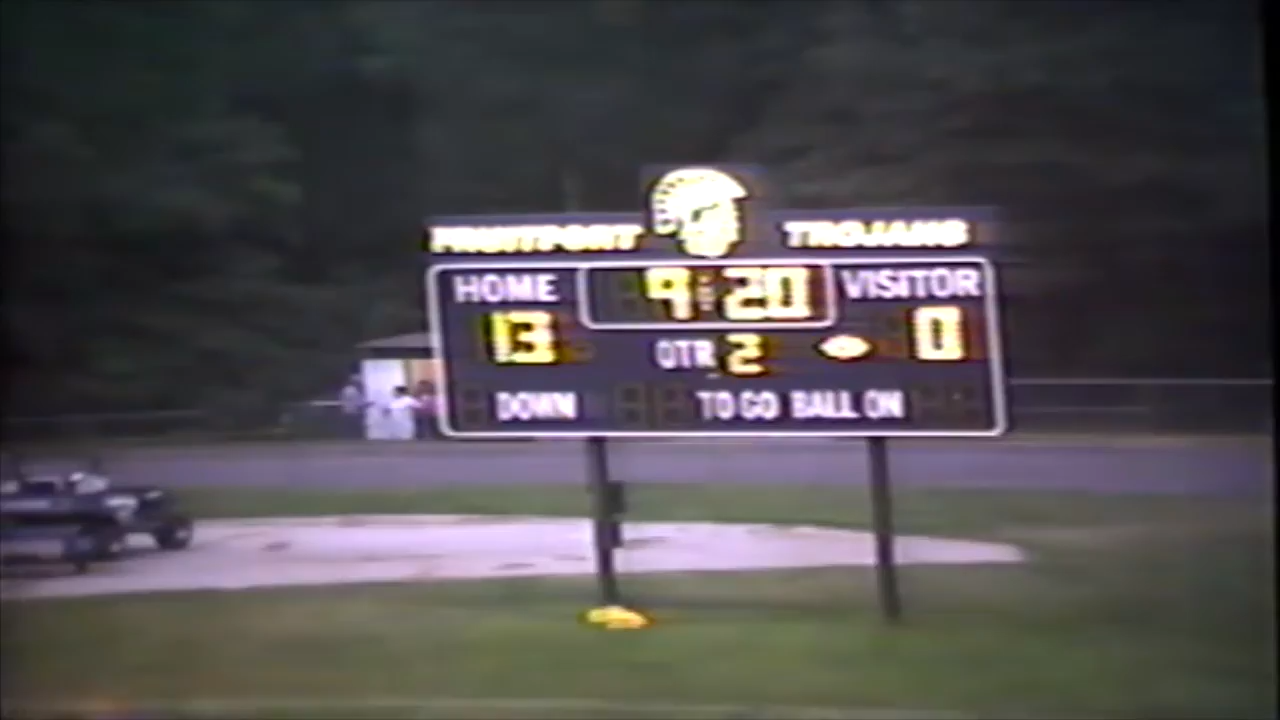 FRUITPORT TROJANS
HOME 9:20 VISITOR
13 QTR 2 0
DOWN TO GO BALL ON